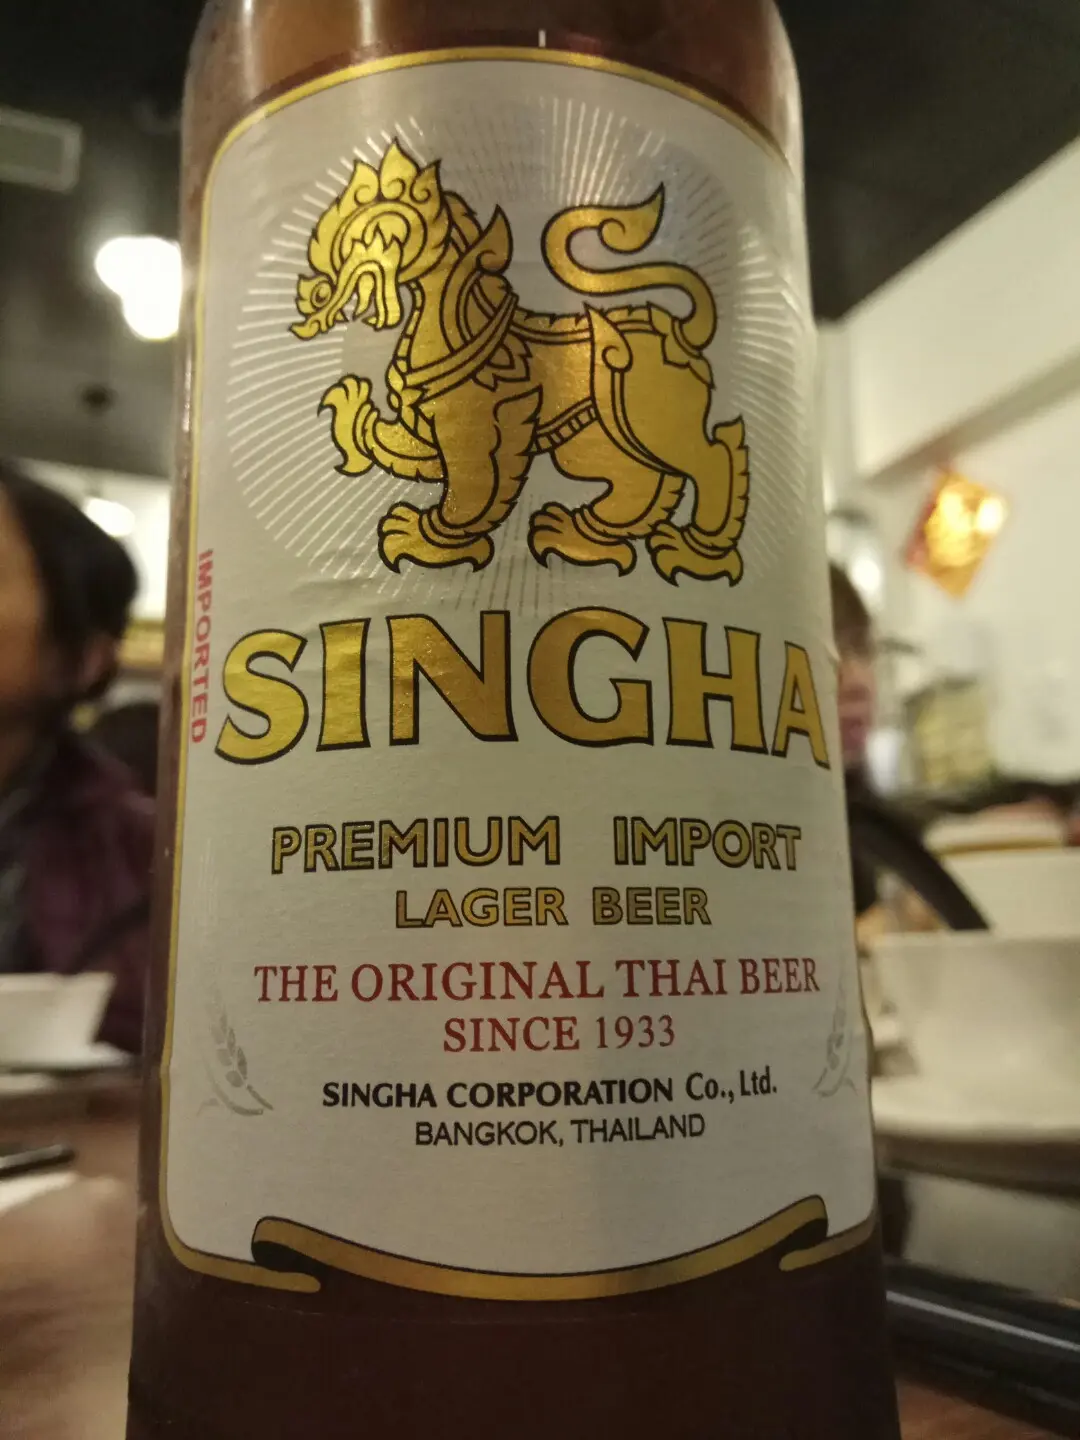 IMPORTED
SINGHA
PREMIUM IMPORT
LAGER BEER
THE ORIGINAL THAI BEER
SINCE 1933
SINGHA CORPORATION Co., Ltd.
BANGKOK, THAILAND